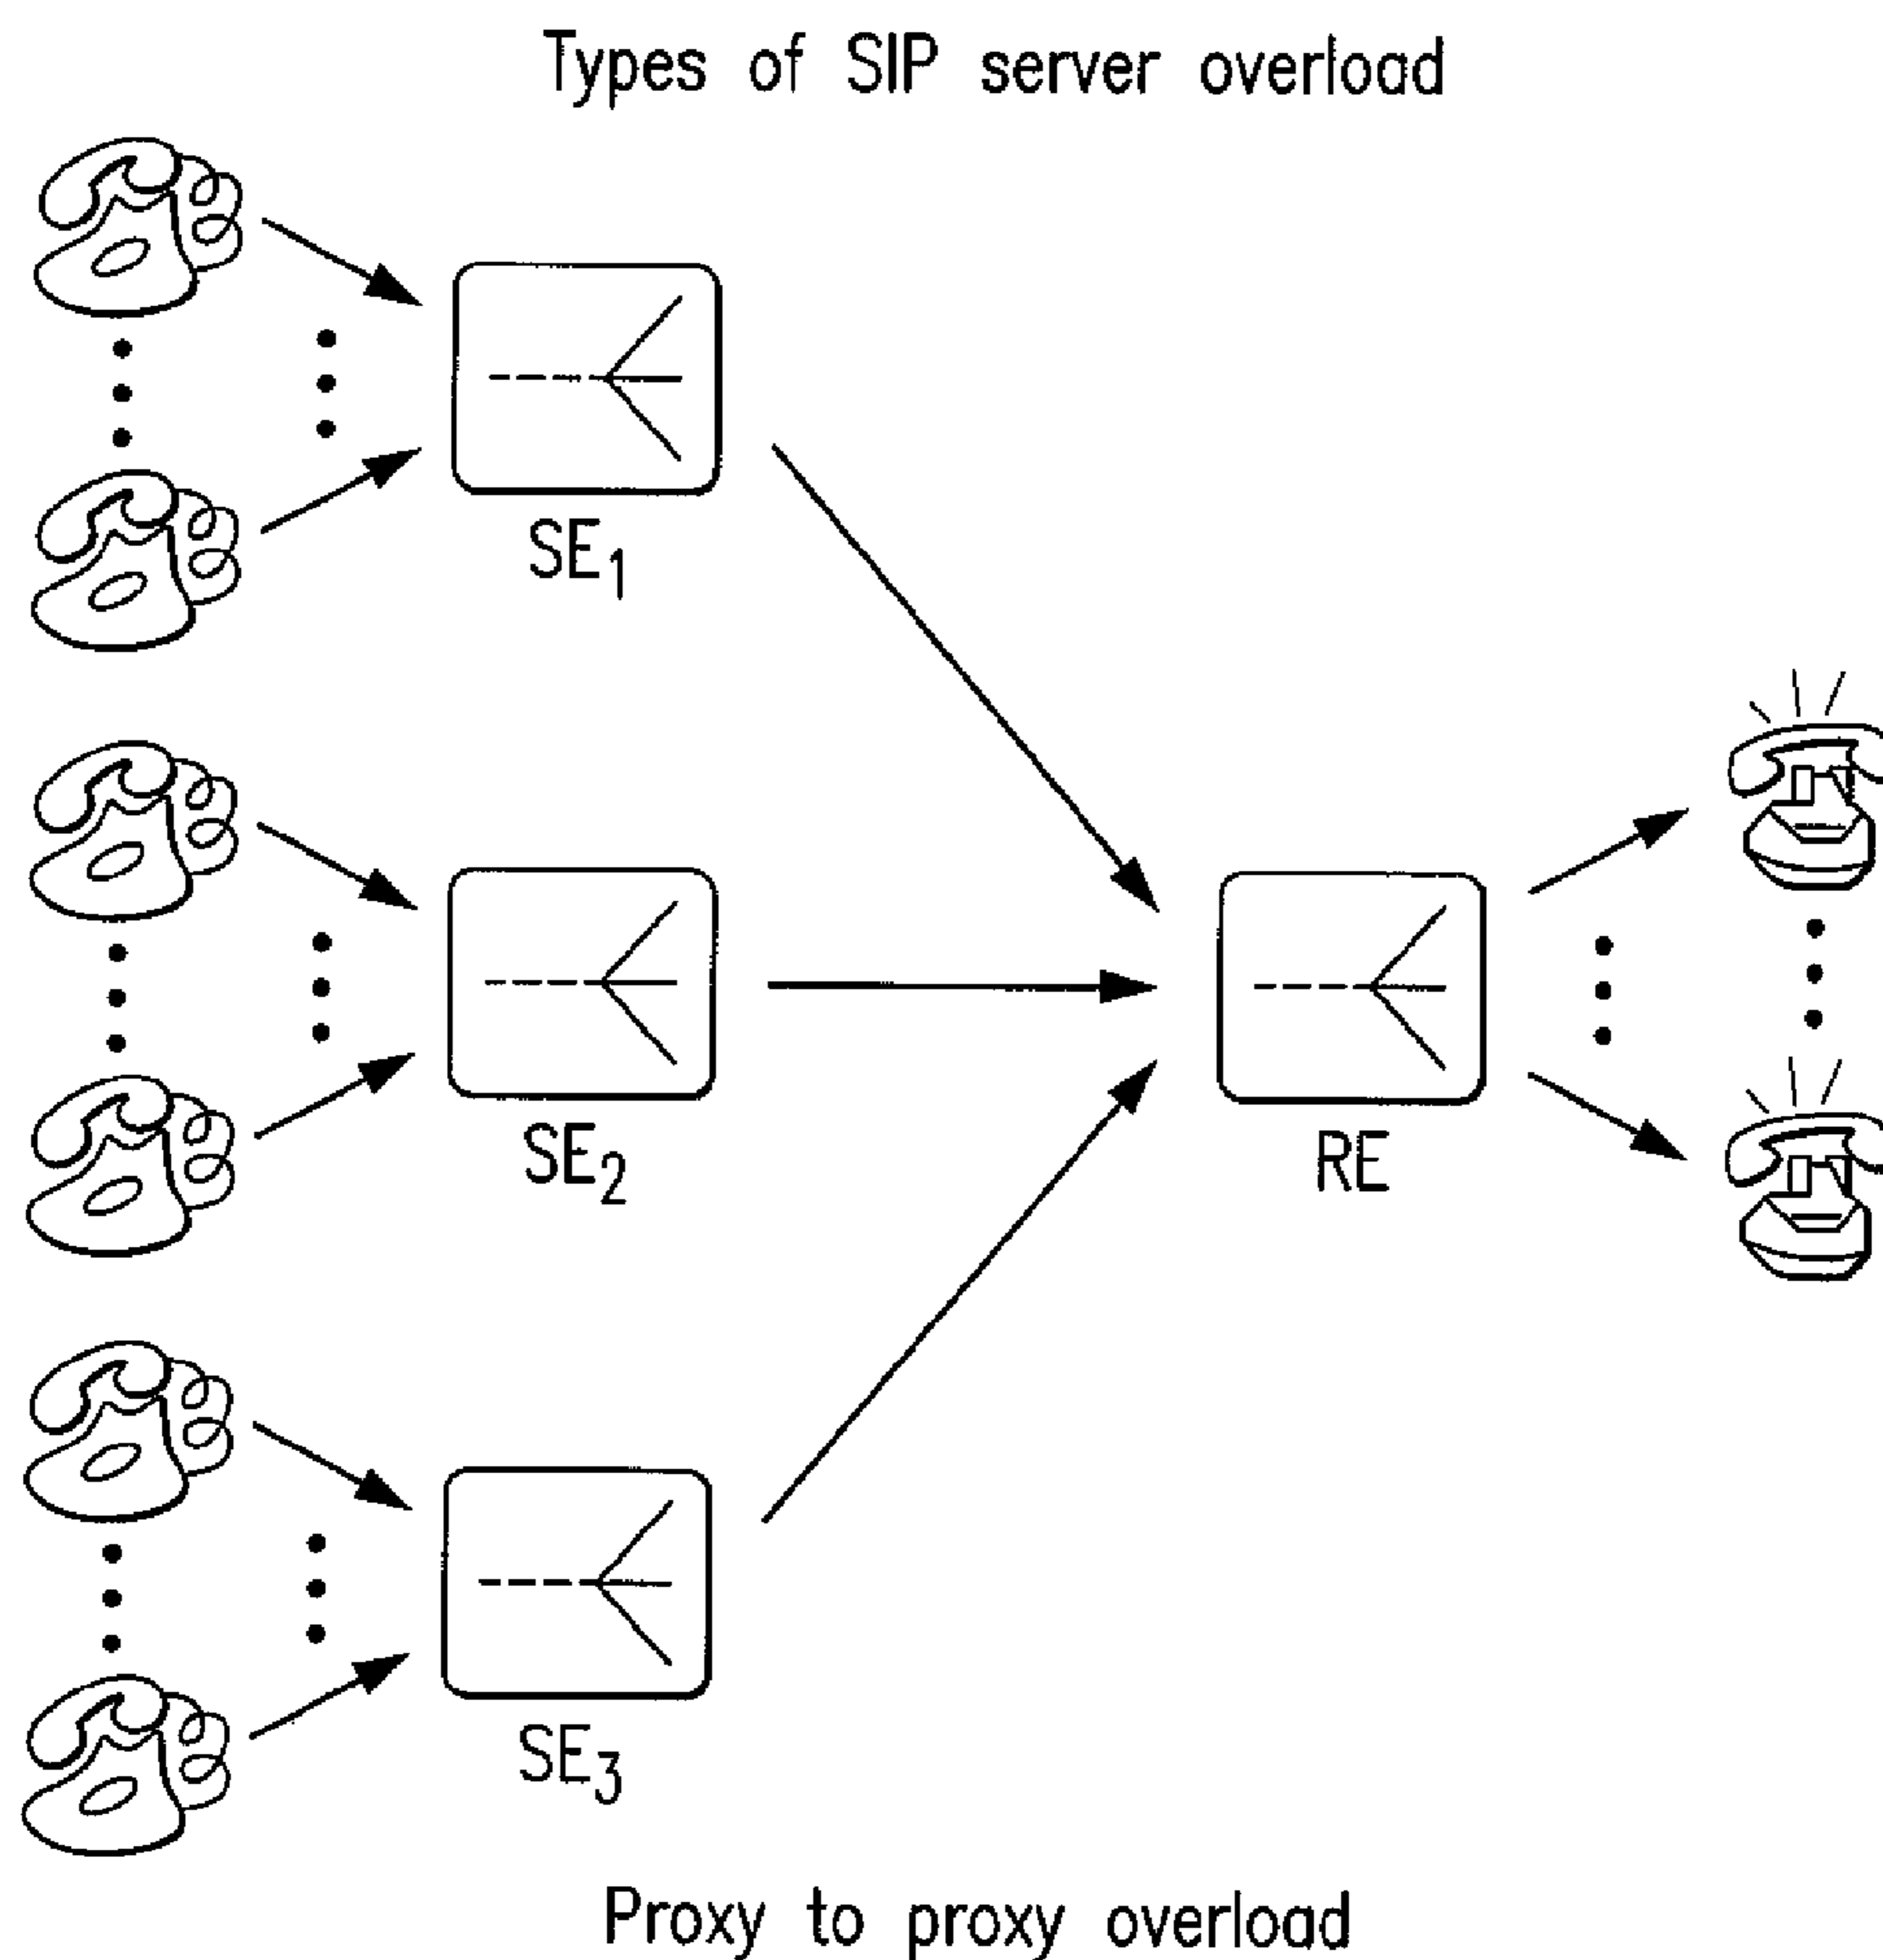 Types of SIP server overload
SE1
SE2
RE
SE3
Proxy to proxy overload